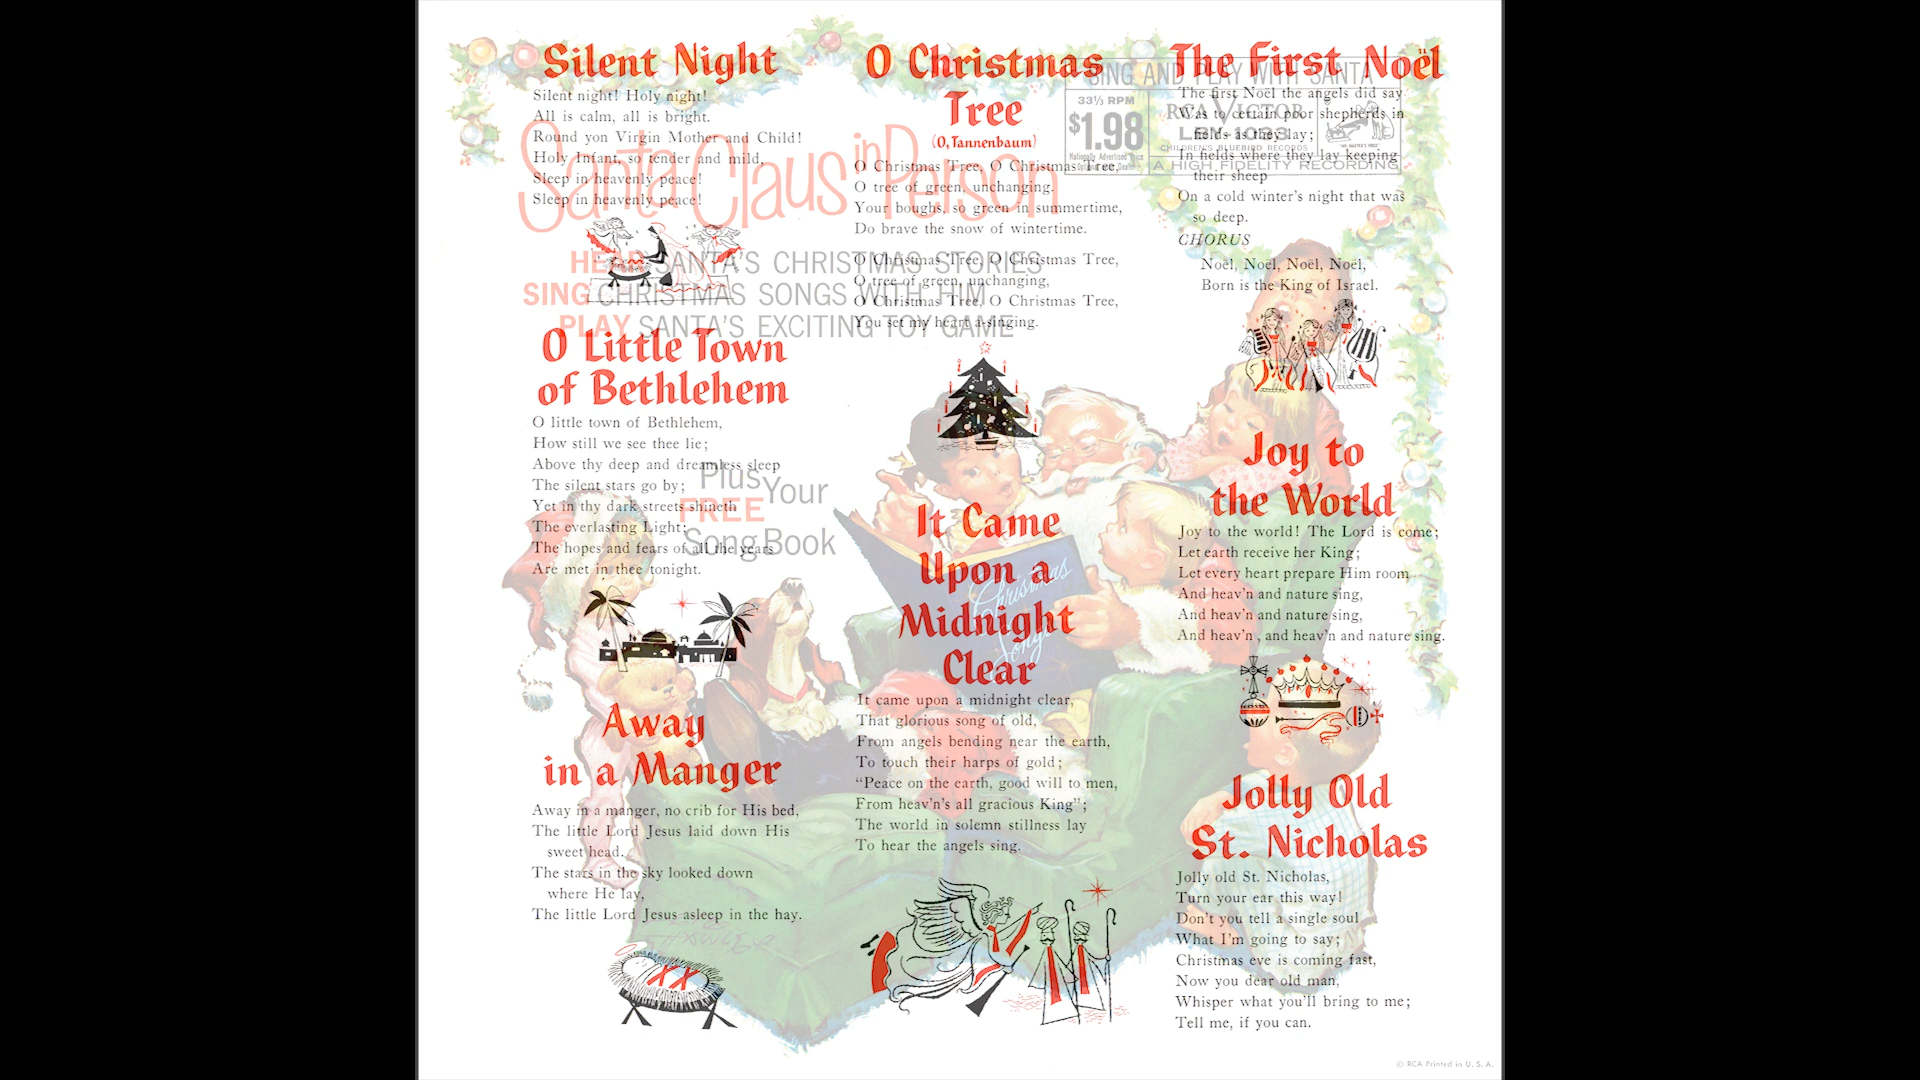 Silent Night
Silent night! Holy night!
All is calm, all is bright.
Round yon Virgin Mother and Child!
Holy Infant, so tender and mild,
Sleep in heavenly peace!
Sleep in heavenly peace!
O Little Town
of Bethlehem
O little town of Bethlehem,
How still we see thee lie;
Above thy deep and dreamless sleep
The silent stars go by;
Yet in thy dark streets shineth
The everlasting Light;
The hopes and fears of all the years
Are met in thee tonight.
Away
in a Manger
Away in a manger, no crib for His bed,
The little Lord Jesus laid down His
sweet head.
The stars in the sky looked down
where He lay,
The little Lord Jesus asleep in the hay.
O Christmas
Tree
(O, Tannenbaum)
O Christmas Tree, O Christmas Tree,
O tree of green, unchanging.
Your boughs, so green in summertime,
Do brave the snow of wintertime.
O Christmas Tree, O Christmas Tree,
O tree of green, unchanging,
O Christmas Tree, O Christmas Tree,
You set my heart a-singing.
It Came
Upon a
Midnight
Clear
It came upon a midnight clear,
That glorious song of old,
From angels bending near the earth,
To touch their harps of gold;
“Peace on the earth, good will to men,
From heav'n's all gracious King”;
The world in solemn stillness lay
To hear the angels sing.
The First Noël
The first Noël the angels did say
Was to certain poor shepherds in
fields as they lay;
In fields where they lay keeping
their sheep
On a cold winter's night that was
so deep.
CHORUS
Noël, Noël, Noël, Noël,
Born is the King of Israel.
Joy to
the World
Joy to the world! The Lord is come;
Let earth receive her King;
Let every heart prepare Him room
And heav'n and nature sing,
And heav'n and nature sing,
And heav'n, and heav'n and nature sing.
Jolly Old
St. Nicholas
Jolly old St. Nicholas,
Turn your ear this way!
Don't you tell a single soul
What I'm going to say;
Christmas eve is coming fast,
Now you dear old man,
Whisper what you'll bring to me;
Tell me, if you can.
© RCA Printed in U. S. A.
SING AND PLAY WITH SANTA
33⅓ RPM
$1.98
Nationally Advertised Price
RCA VICTOR
CHILDREN'S BLUEBIRD RECORDS
"HIS MASTER'S VOICE"
A HIGH FIDELITY RECORDING
Santa Claus in Person
HEAR SANTA'S CHRISTMAS STORIES
SING CHRISTMAS SONGS WITH HIM
PLAY SANTA'S EXCITING TOY GAME
Plus Your
FREE
Song Book
Christmas
Songs